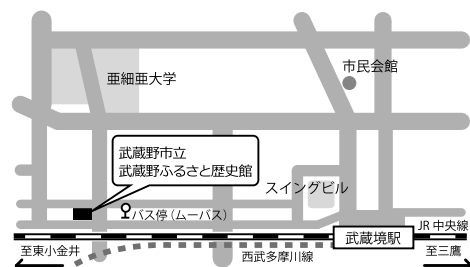 市民会館
亜細亜大学
武蔵野市立
武蔵野ふるさと歴史館
スイングビル
バス停（ムーバス）
JR 中央線
武蔵境駅
至東小金井
西武多摩川線
至三鷹